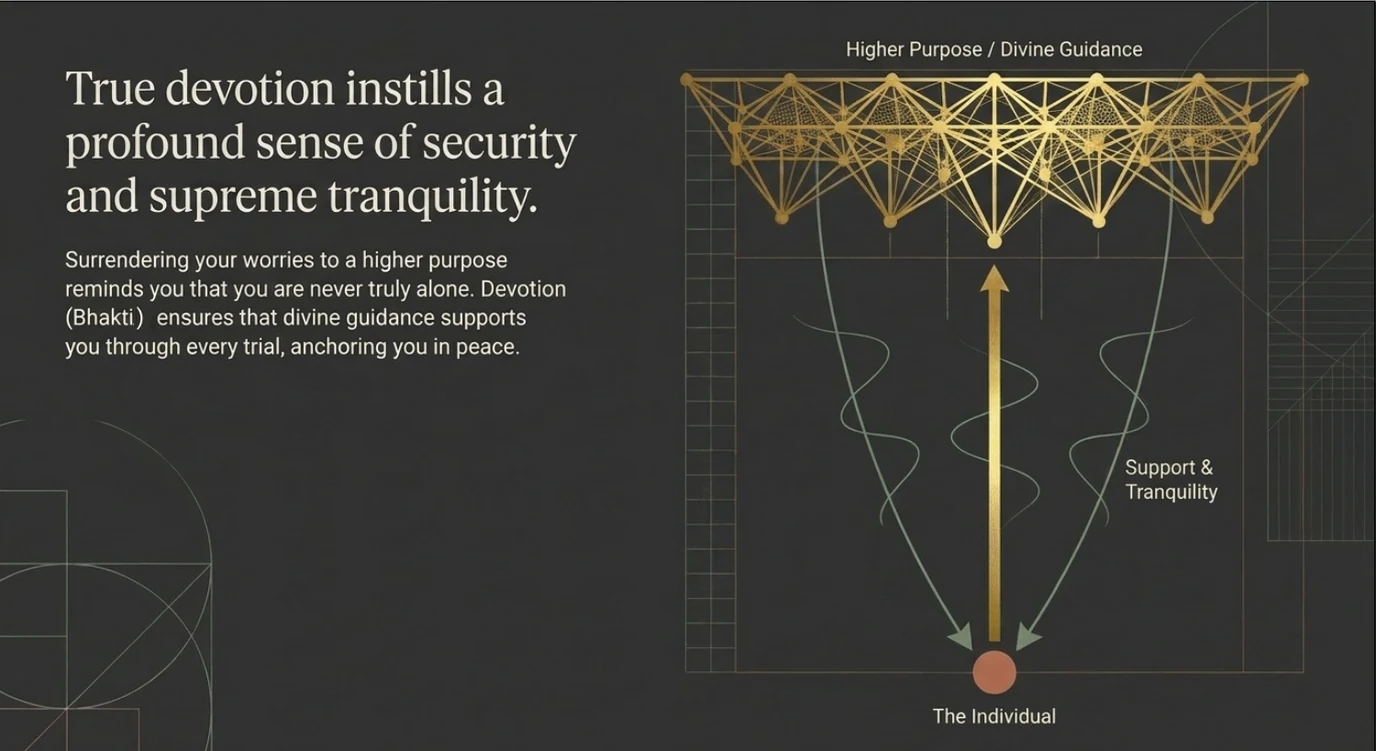 True devotion instills a
profound sense of security
and supreme tranquility.
Surrendering your worries to a higher purpose
reminds you that you are never truly alone. Devotion
(Bhakti)  ensures that divine guidance supports
you through every trial, anchoring you in peace.
Higher Purpose / Divine Guidance
Support &
Tranquility
The Individual